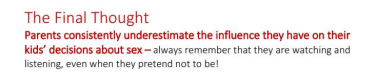 The Final Thought
Parents consistently underestimate the influence they have on their
kids' decisions about sex – always remember that they are watching and
listening, even when they pretend not to be!